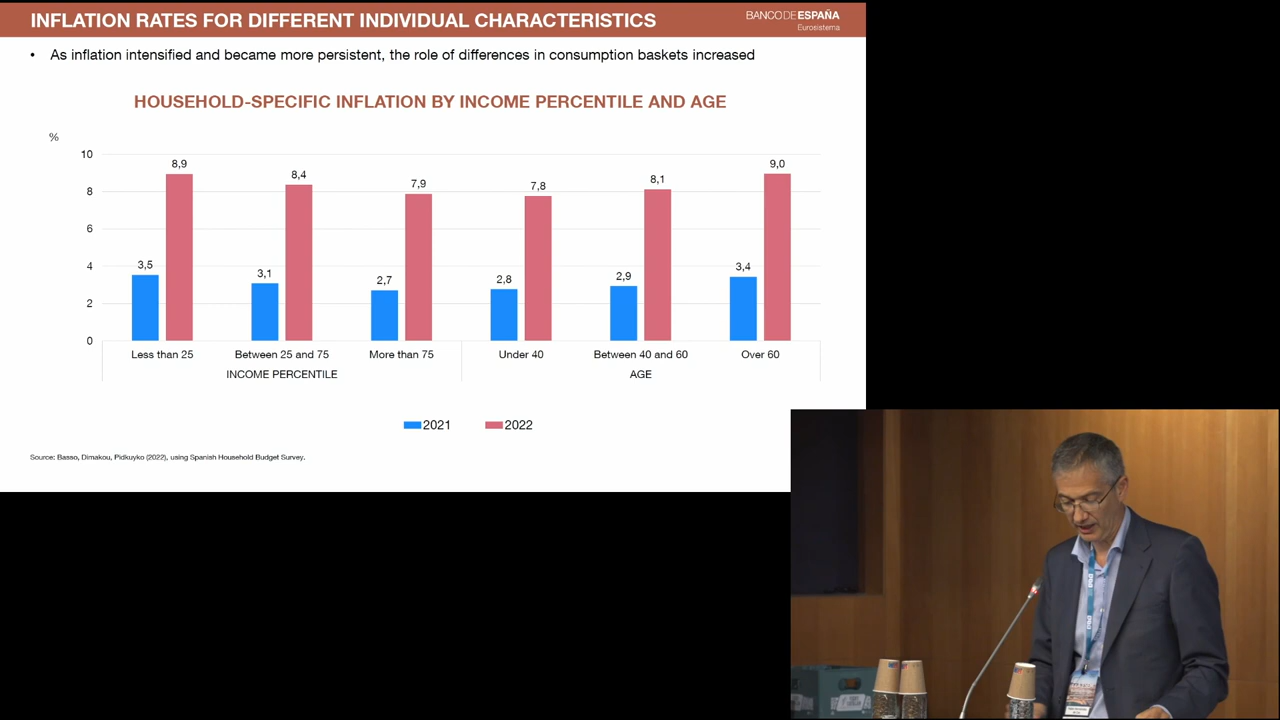 INFLATION RATES FOR DIFFERENT INDIVIDUAL CHARACTERISTICS
BANCO DE ESPAÑA
Eurosistema
• As inflation intensified and became more persistent, the role of differences in consumption baskets increased
HOUSEHOLD-SPECIFIC INFLATION BY INCOME PERCENTILE AND AGE
%
10
8
6
4
2
0
3,5
8,9
3,1
8,4
2,7
7,9
2,8
7,8
2,9
8,1
3,4
9,0
Less than 25
Between 25 and 75
More than 75
Under 40
Between 40 and 60
Over 60
INCOME PERCENTILE
AGE
2021
2022
Source: Basso, Dimakou, Pidkuyko (2022), using Spanish Household Budget Survey.